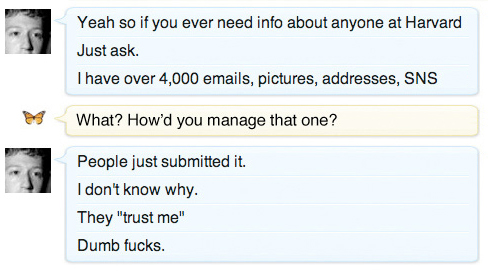 Yeah so if you ever need info about anyone at Harvard
Just ask.
I have over 4,000 emails, pictures, addresses, SNS
What? How’d you manage that one?
People just submitted it.
I don't know why.
They "trust me"
Dumb fucks.